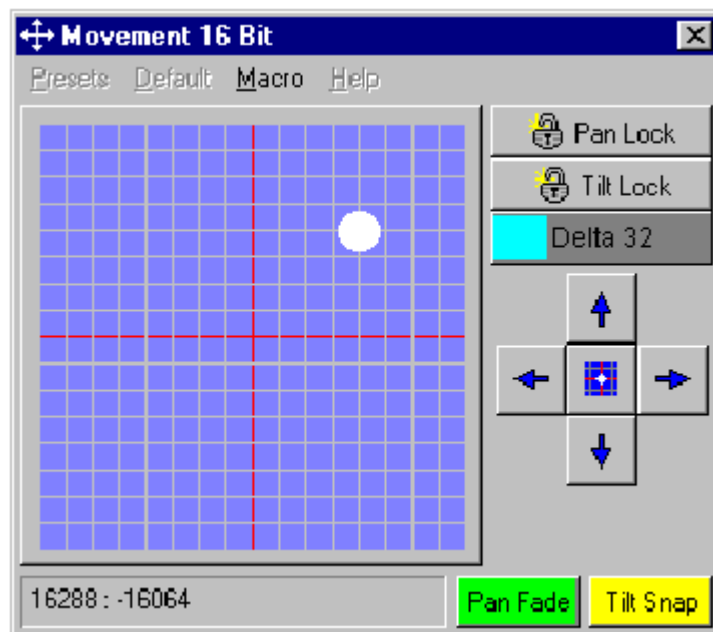 Movement 16 Bit
Presets Default Macro Help
Pan Lock
Tilt Lock
Delta 32
16288 : -16064
Pan Fade
Tilt Snap